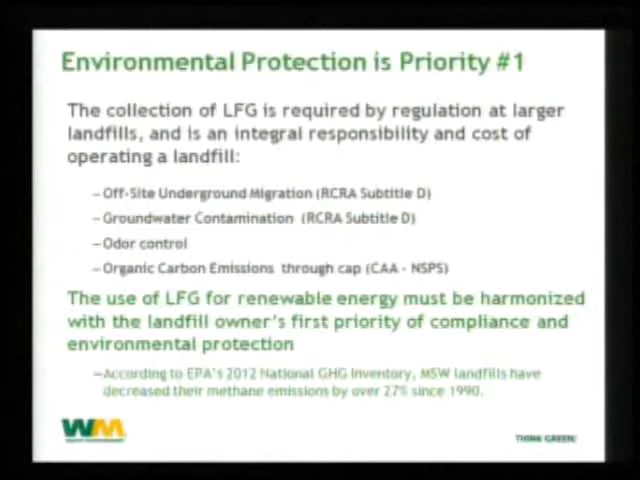 Environmental Protection is Priority #1
The collection of LFG is required by regulation at larger
landfills, and is an integral responsibility and cost of
operating a landfill:
– Off-Site Underground Migration (RCRA Subtitle D)
– Groundwater Contamination (RCRA Subtitle D)
– Odor control
– Organic Carbon Emissions through cap (CAA - NSPS)
The use of LFG for renewable energy must be harmonized
with the landfill owner's first priority of compliance and
environmental protection
– According to EPA's 2012 National GHG Inventory, MSW landfills have
decreased their methane emissions by over 27% since 1990.
WM
THINK GREEN®